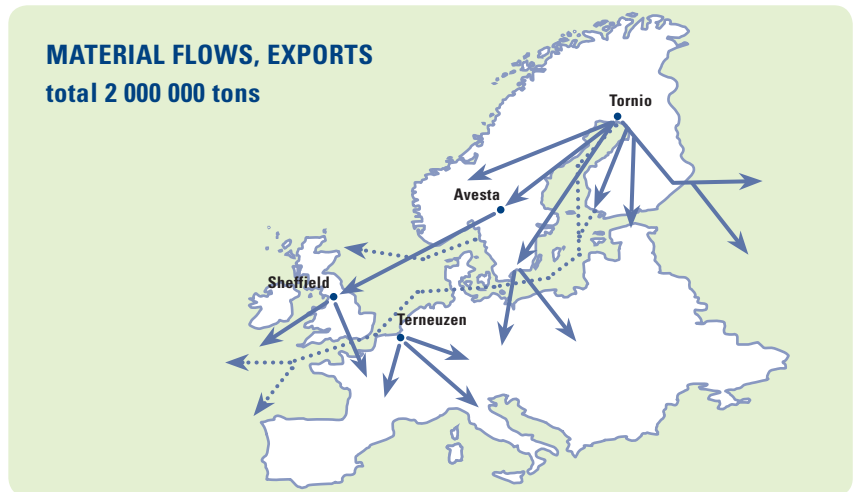 MATERIAL FLOWS, EXPORTS
total 2 000 000 tons
Tornio
Avesta
Sheffield
Terneuzen